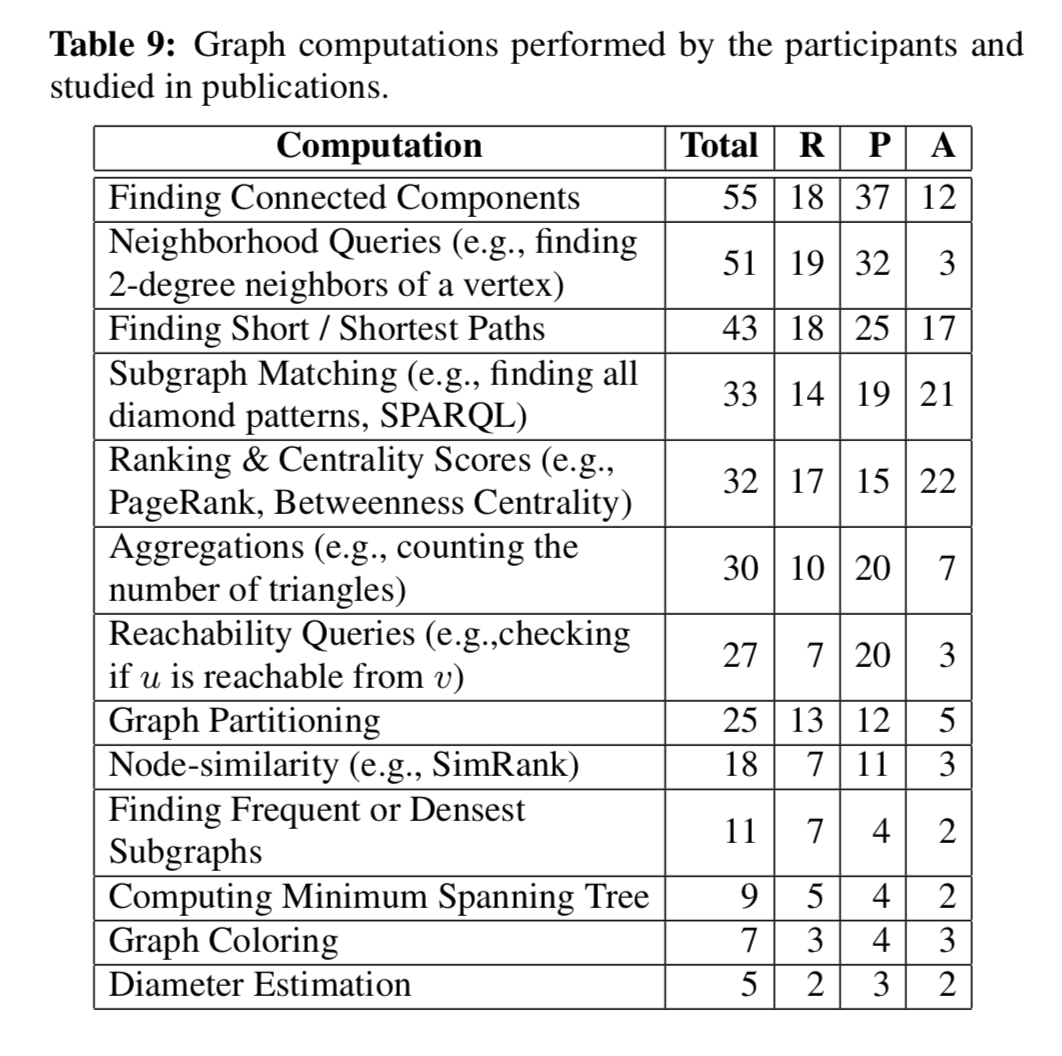 Table 9: Graph computations performed by the participants and
studied in publications.
Computation Total R P A
Finding Connected Components 55 18 37 12
Neighborhood Queries (e.g., finding
2-degree neighbors of a vertex) 51 19 32 3
Finding Short / Shortest Paths 43 18 25 17
Subgraph Matching (e.g., finding all
diamond patterns, SPARQL) 33 14 19 21
Ranking & Centrality Scores (e.g.,
PageRank, Betweenness Centrality) 32 17 15 22
Aggregations (e.g., counting the
number of triangles) 30 10 20 7
Reachability Queries (e.g.,checking
if u is reachable from v) 27 7 20 3
Graph Partitioning 25 13 12 5
Node-similarity (e.g., SimRank) 18 7 11 3
Finding Frequent or Densest
Subgraphs 11 7 4 2
Computing Minimum Spanning Tree 9 5 4 2
Graph Coloring 7 3 4 3
Diameter Estimation 5 2 3 2